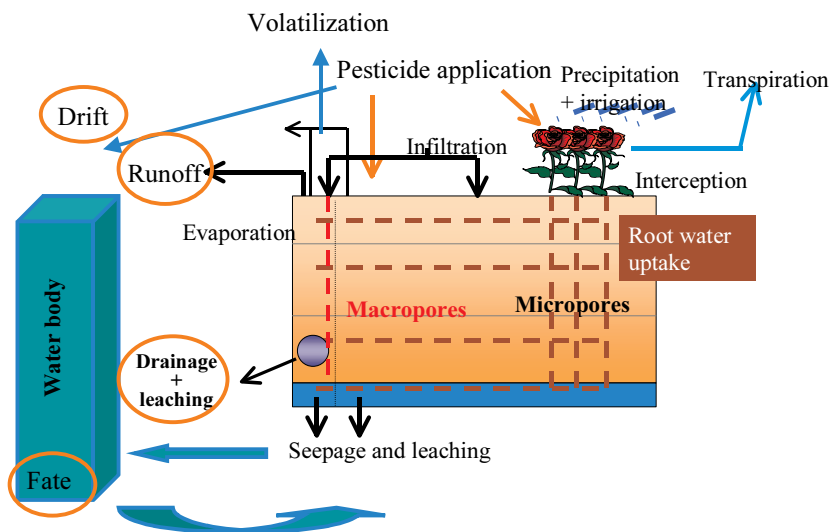 Volatilization
Pesticide application
Precipitation
+ irrigation
Transpiration
Drift
Infiltration
Runoff
Interception
Evaporation
Root water
uptake
Macropores
Micropores
Water body
Drainage
+
leaching
Seepage and leaching
Fate